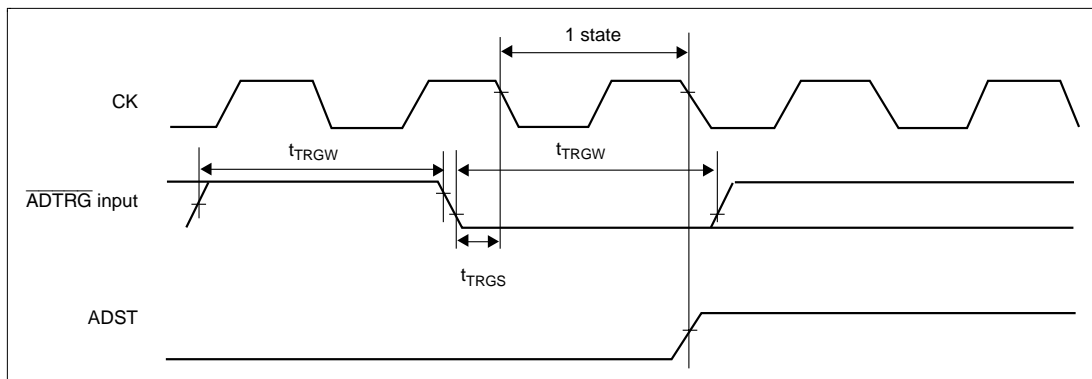 1 state
CK
tTRGW tTRGW
ADTRG input
tTRGS
ADST